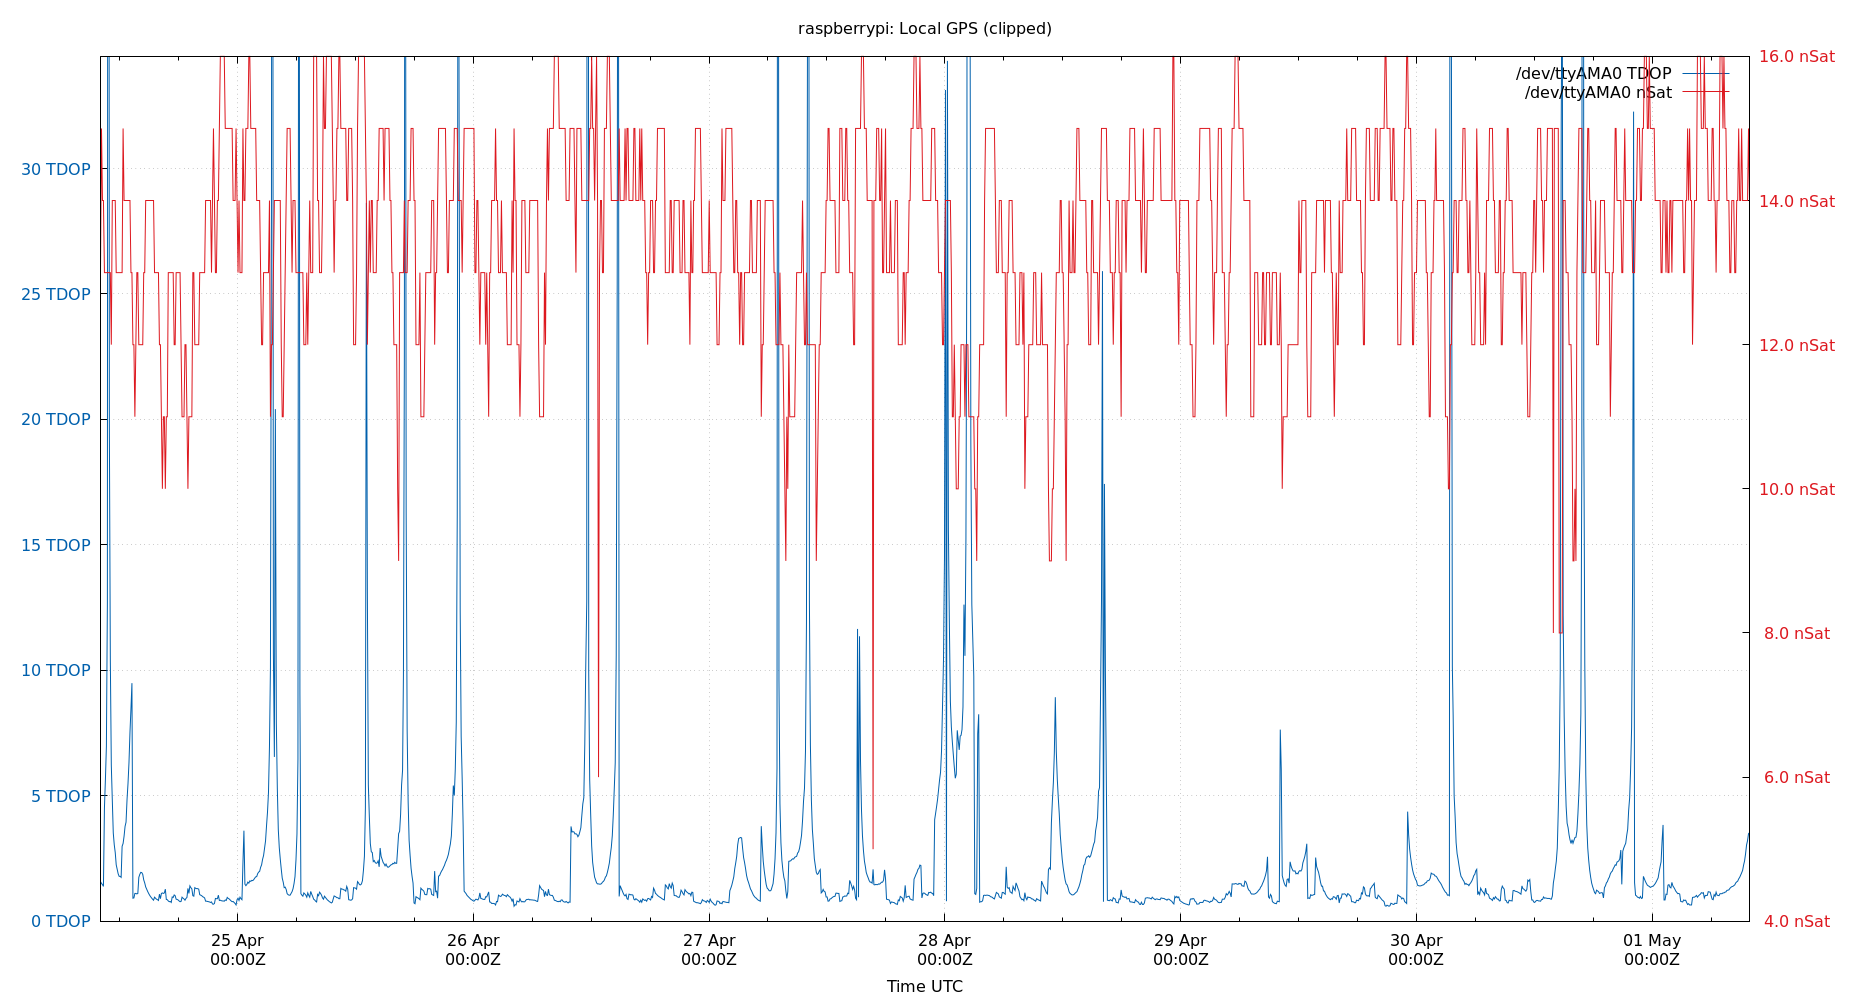 raspberrypi: Local GPS (clipped)
/dev/ttyAMA0 TDOP
/dev/ttyAMA0 nSat
30 TDOP
25 TDOP
20 TDOP
15 TDOP
10 TDOP
5 TDOP
0 TDOP
16.0 nSat
14.0 nSat
12.0 nSat
10.0 nSat
8.0 nSat
6.0 nSat
4.0 nSat
25 Apr
00:00Z
26 Apr
00:00Z
27 Apr
00:00Z
28 Apr
00:00Z
29 Apr
00:00Z
30 Apr
00:00Z
01 May
00:00Z
Time UTC